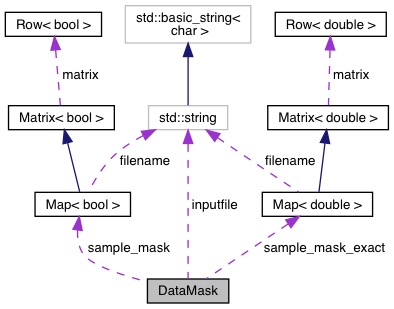 Row< bool >
std::basic_string<
char >
Row< double >
matrix
matrix
Matrix< bool >
std::string
Matrix< double >
filename
filename
Map< bool >
inputfile
Map< double >
sample_mask
sample_mask_exact
DataMask